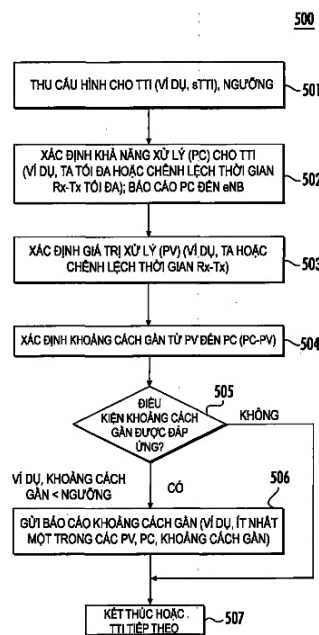 500
THU CẤU HÌNH CHO TTI (VÍ DỤ, sTTI), NGƯỠNG
501
XÁC ĐỊNH KHẢ NĂNG XỬ LÝ (PC) CHO TTI
(VÍ DỤ, TA TỐI ĐA HOẶC CHÊNH LỆCH THỜI GIAN
Rx-Tx TỐI ĐA); BÁO CÁO PC ĐẾN eNB
502
XÁC ĐỊNH GIÁ TRỊ XỬ LÝ (PV) (VÍ DỤ, TA HOẶC
CHÊNH LỆCH THỜI GIAN Rx-Tx)
503
XÁC ĐỊNH KHOẢNG CÁCH GẦN TỪ PV ĐẾN PC (PC-PV)
504
ĐIỀU
KIỆN KHOẢNG CÁCH
GẦN ĐƯỢC ĐÁP
ỨNG?
505
KHÔNG
VÍ DỤ, KHOẢNG CÁCH
GẦN < NGƯỠNG
CÓ
506
GỬI BÁO CÁO KHOẢNG CÁCH GẦN (VÍ DỤ, ÍT NHẤT
MỘT TRONG CÁC PV, PC, KHOẢNG CÁCH GẦN)
KẾT THÚC HOẶC
TTI TIẾP THEO
507